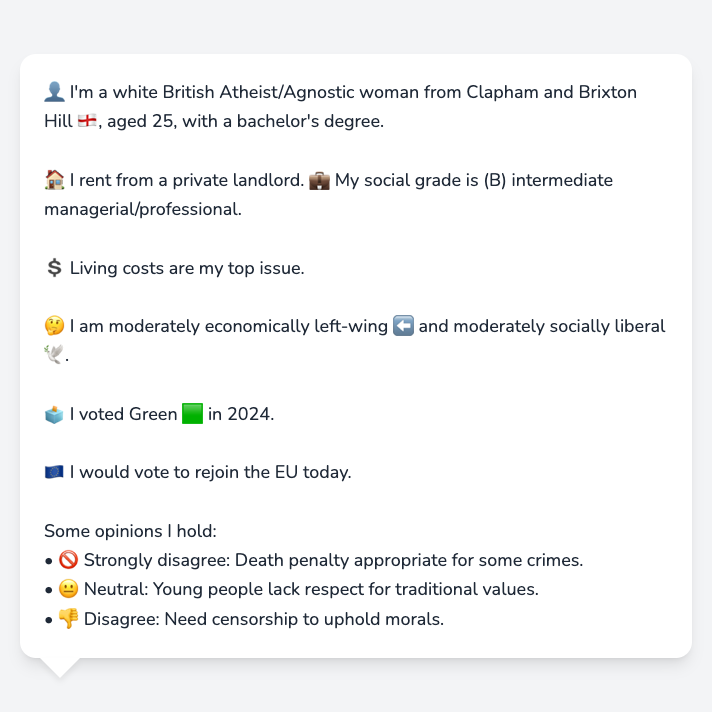 👤 I'm a white British Atheist/Agnostic woman from Clapham and Brixton
Hill 🏴󠁧󠁢󠁥󠁮󠁧󠁿, aged 25, with a bachelor's degree.
🏠 I rent from a private landlord. 💼 My social grade is (B) intermediate
managerial/professional.
💲 Living costs are my top issue.
🤔 I am moderately economically left-wing ⬅️ and moderately socially liberal
🕊️.
🗳️ I voted Green 🟩 in 2024.
🇪🇺 I would vote to rejoin the EU today.
Some opinions I hold:
• 🚫 Strongly disagree: Death penalty appropriate for some crimes.
• 😐 Neutral: Young people lack respect for traditional values.
• 👎 Disagree: Need censorship to uphold morals.